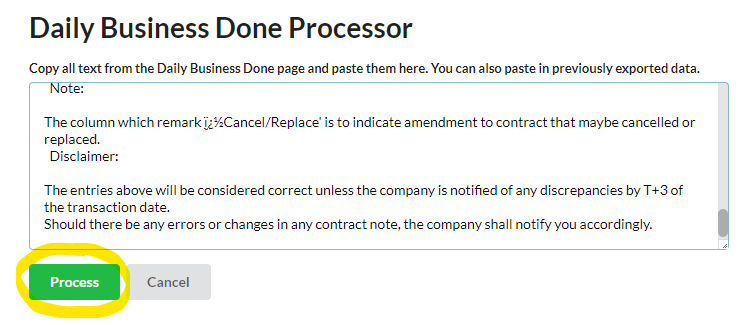 Daily Business Done Processor
Copy all text from the Daily Business Done page and paste them here. You can also paste in previously exported data.
Note:
The column which remark ï¿½Cancel/Replace' is to indicate amendment to contract that maybe cancelled or
replaced.
Disclaimer:
The entries above will be considered correct unless the company is notified of any discrepancies by T+3 of
the transaction date.
Should there be any errors or changes in any contract note, the company shall notify you accordingly.
Process Cancel